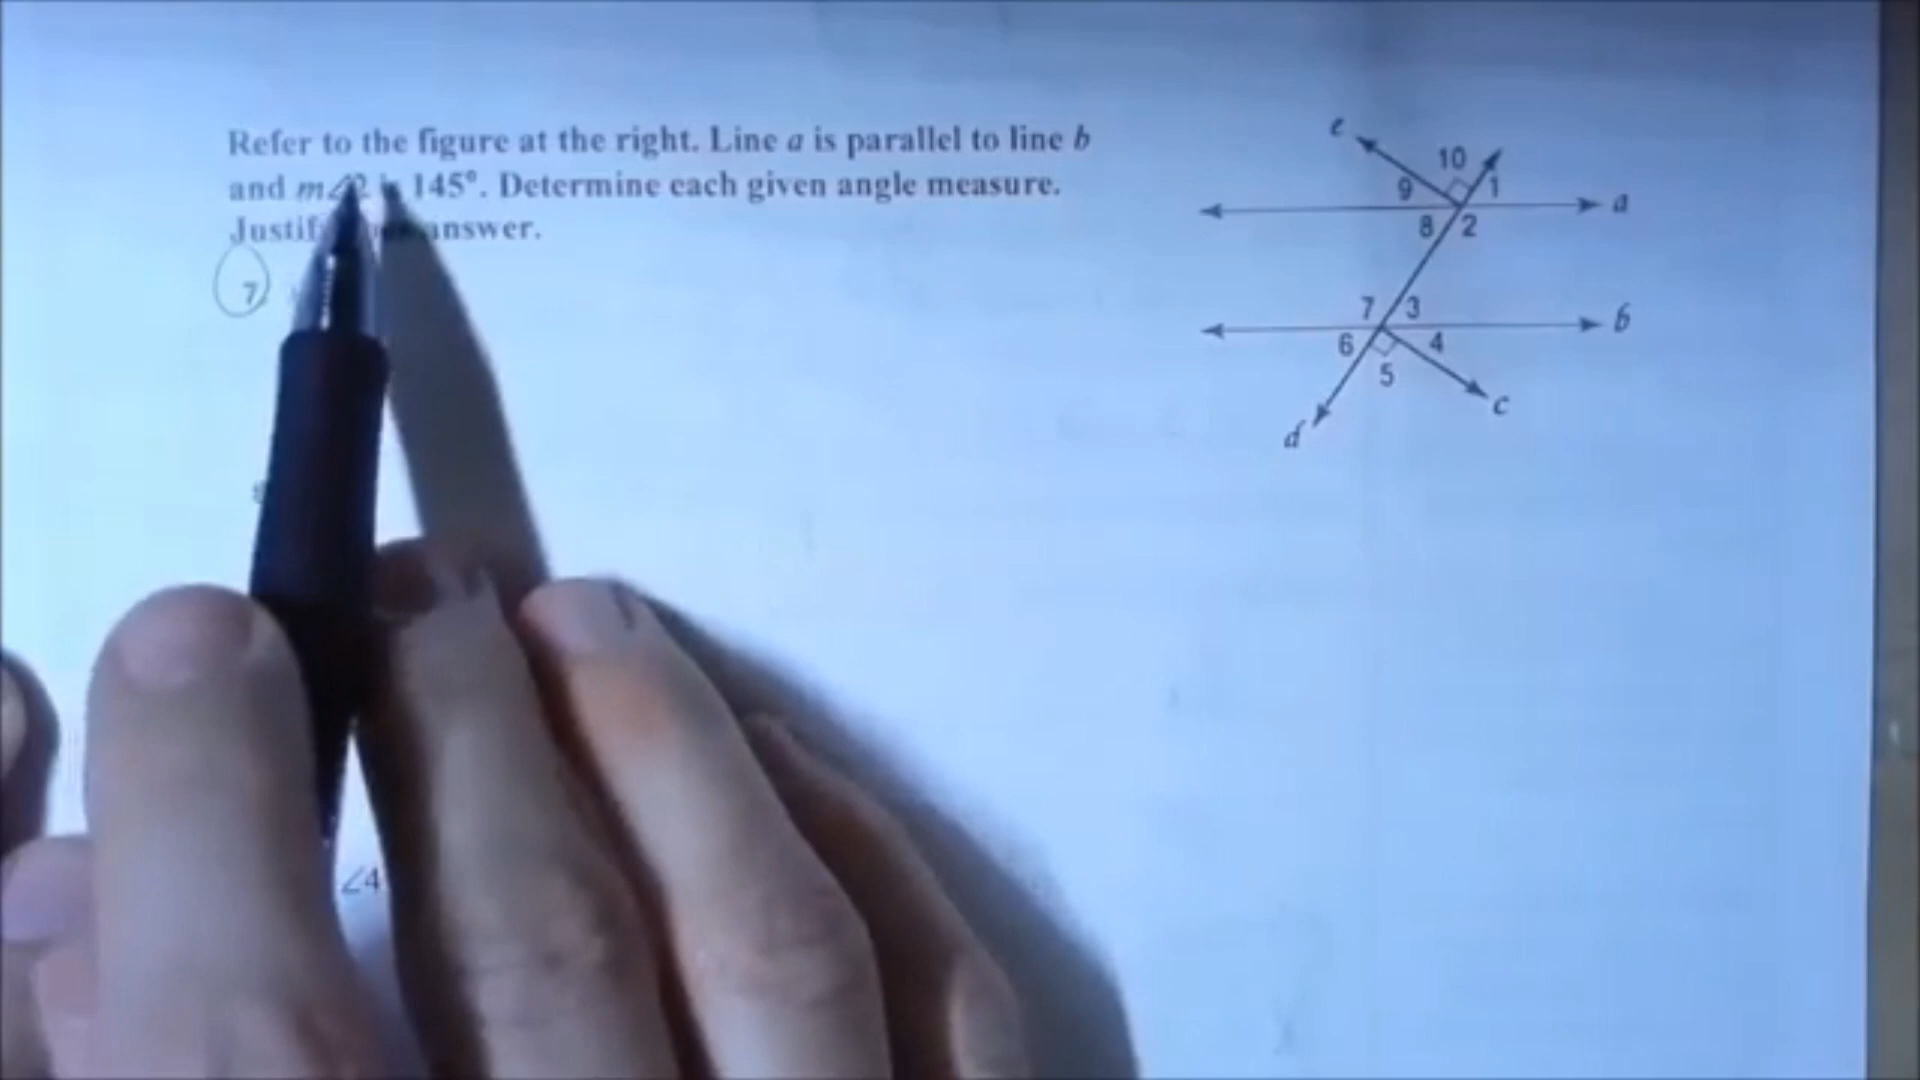 Refer to the figure at the right. Line a is parallel to line b
and m∠2 is 145°. Determine each given angle measure.
answer.
7
∠4
e
10
9
1
a
8
2
7
3
b
6
4
5
c
d